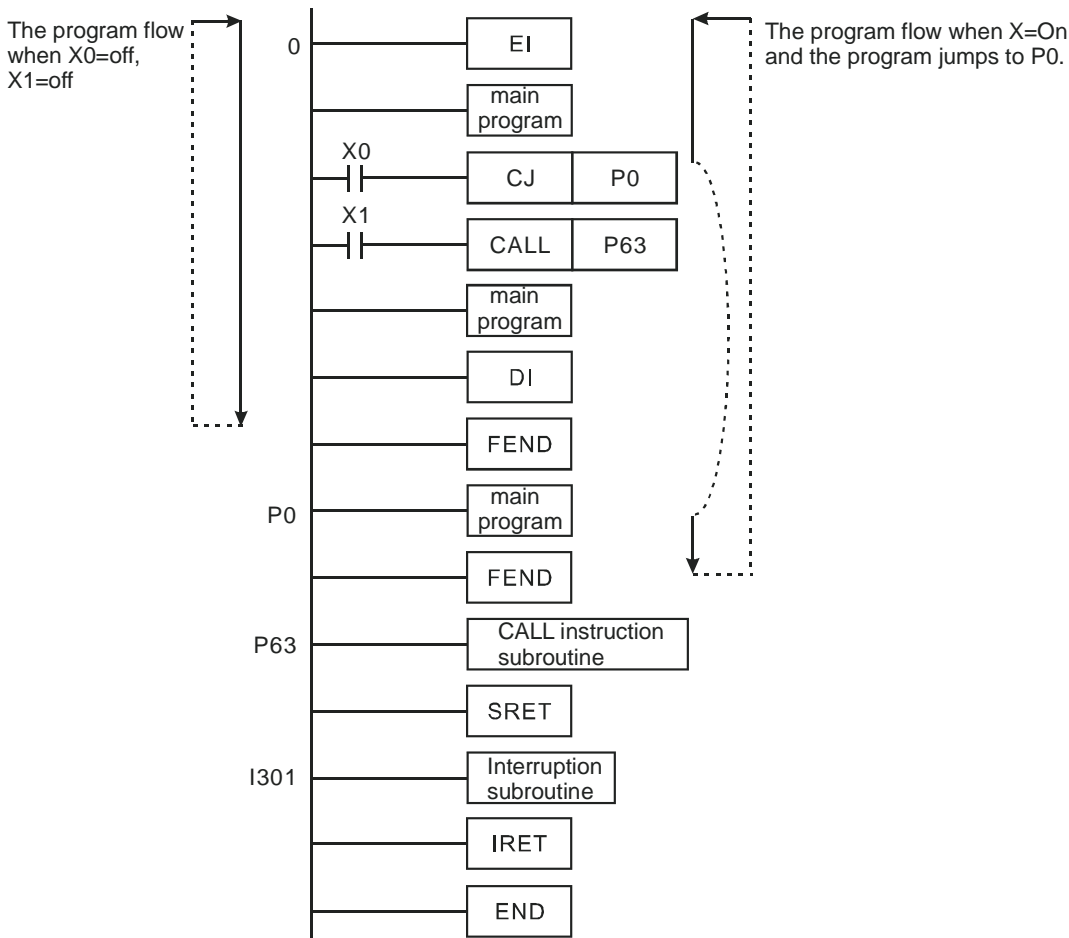 The program flow
when X0=off,
X1=off
The program flow when X=On
and the program jumps to P0.
0
EI
main
program
X0
CJ P0
X1
CALL P63
main
program
DI
FEND
P0
main
program
FEND
P63
CALL instruction
subroutine
SRET
I301
Interruption
subroutine
IRET
END